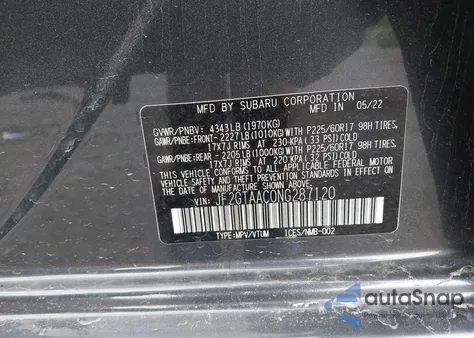 MFD BY SUBARU CORPORATION IN 05/22
GVWR/PNBV: 4343LB (1970KG)
GAWR/PNBE:FRONT- 2227LB (1010KG)WITH P225/60R17 98H TIRES,
17X7J RIMS AT 230 KPA (33 PSI) COLD
GAWR/PNBE:REAR - 2205LB (1000KG)WITH P225/60R17 98H TIRES,
17X7J RIMS AT 220 KPA (32 PSI) COLD
THIS VEHICLE CONFORMS TO ALL APPLICABLE
FEDERAL MOTOR VEHICLE SAFETY, BUMPER, AND
THEFT PREVENTION STANDARDS IN EFFECT ON THE
DATE OF MANUFACTURE SHOWN ABOVE.
VIN: JF2GTAAC0NG287120
TYPE:MPV/VTUM ICES/NMB-002
autoSnap